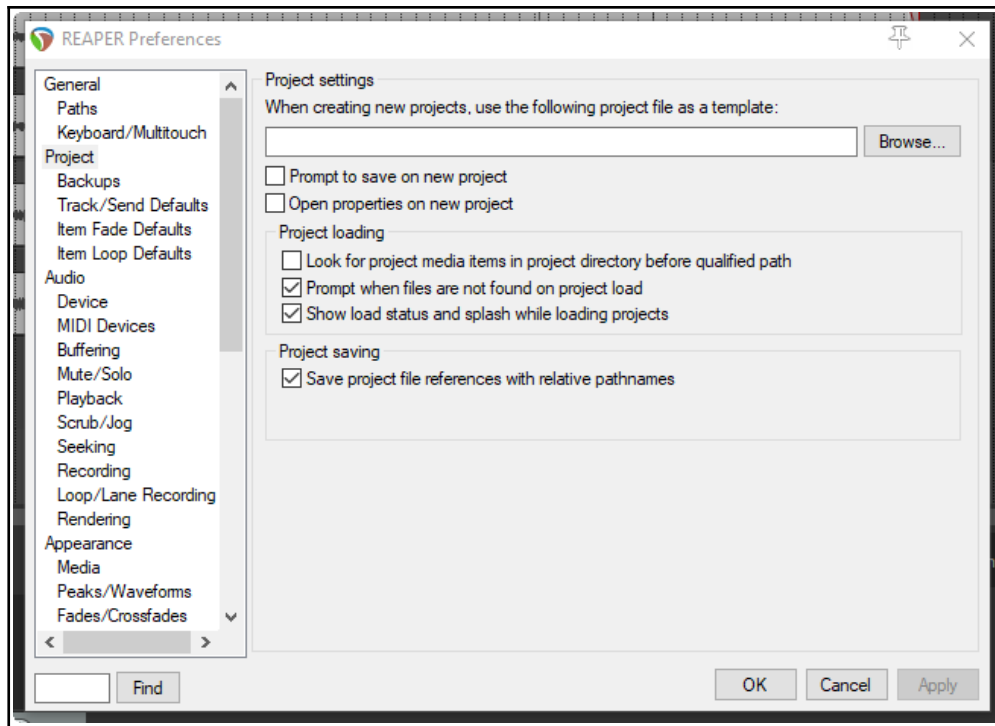 REAPER Preferences
General
Paths
Keyboard/Multitouch
Project
Backups
Track/Send Defaults
Item Fade Defaults
Item Loop Defaults
Audio
Device
MIDI Devices
Buffering
Mute/Solo
Playback
Scrub/Jog
Seeking
Recording
Loop/Lane Recording
Rendering
Appearance
Media
Peaks/Waveforms
Fades/Crossfades
Find
Project settings
When creating new projects, use the following project file as a template:
Browse...
Prompt to save on new project
Open properties on new project
Project loading
Look for project media items in project directory before qualified path
Prompt when files are not found on project load
Show load status and splash while loading projects
Project saving
Save project file references with relative pathnames
OK
Cancel
Apply